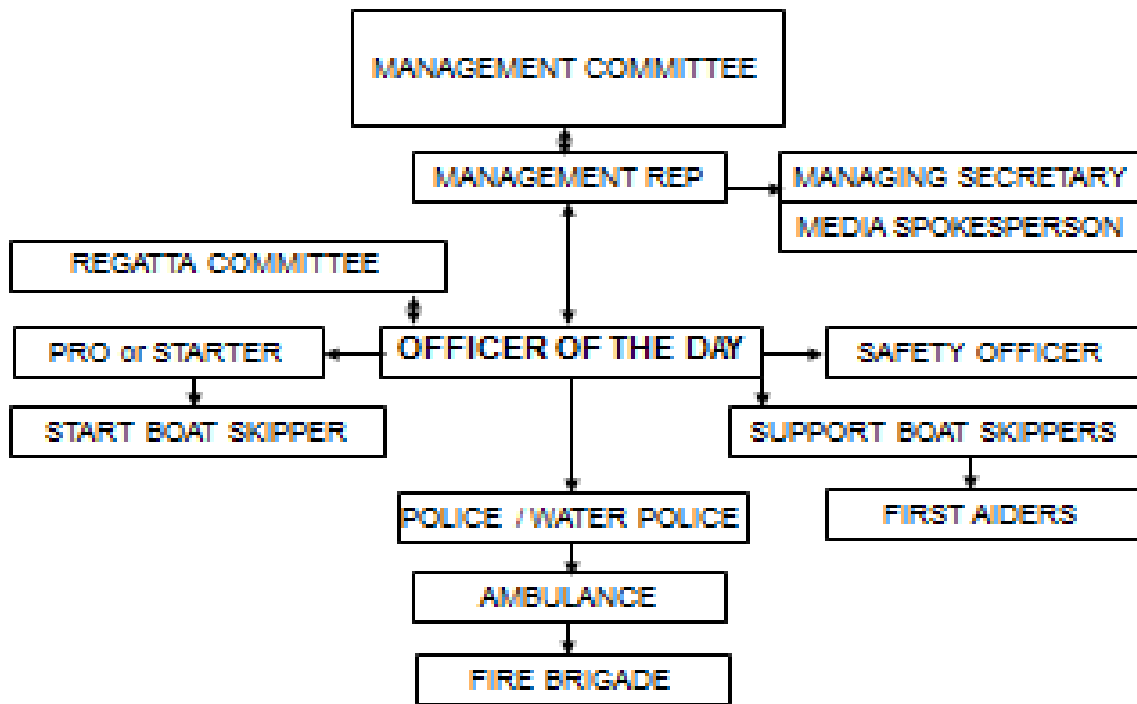 MANAGEMENT COMMITTEE
MANAGEMENT REP
MANAGING SECRETARY
MEDIA SPOKESPERSON
REGATTA COMMITTEE
PRO or STARTER
OFFICER OF THE DAY
SAFETY OFFICER
START BOAT SKIPPER
SUPPORT BOAT SKIPPERS
POLICE / WATER POLICE
FIRST AIDERS
AMBULANCE
FIRE BRIGADE